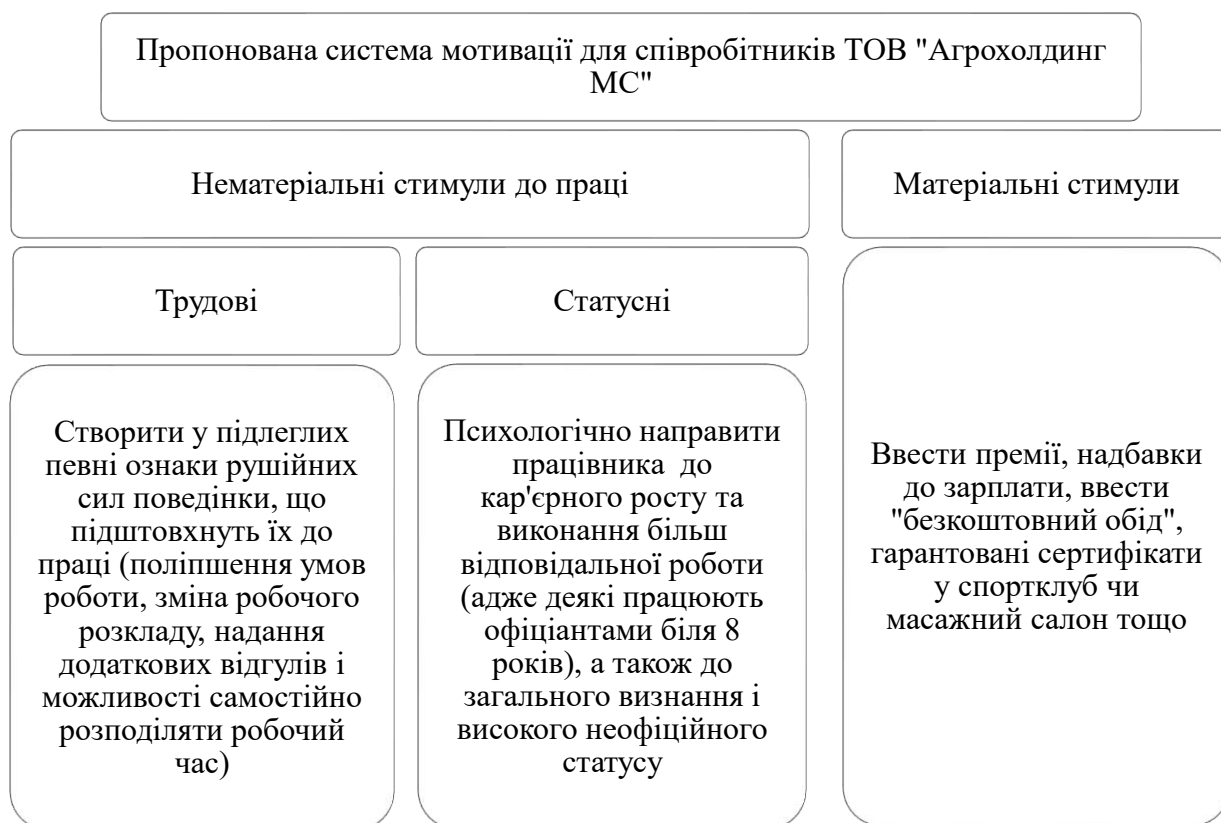 Пропонована система мотивації для співробітників ТОВ "Агрохолдинг
МС"
Нематеріальні стимули до праці
Матеріальні стимули
Трудові
Статусні
Створити у підлеглих
певні ознаки рушійних
сил поведінки, що
підштовхнуть їх до
праці (поліпшення умов
роботи, зміна робочого
розкладу, надання
додаткових відгулів і
можливості самостійно
розподіляти робочий
час)
Психологічно направити
працівника до
кар'єрного росту та
виконання більш
відповідальної роботи
(адже деякі працюють
офіціантами біля 8
років), а також до
загального визнання і
високого неофіційного
статусу
Ввести премії, надбавки
до зарплати, ввести
"безкоштовний обід",
гарантовані сертифікати
у спортклуб чи
масажний салон тощо